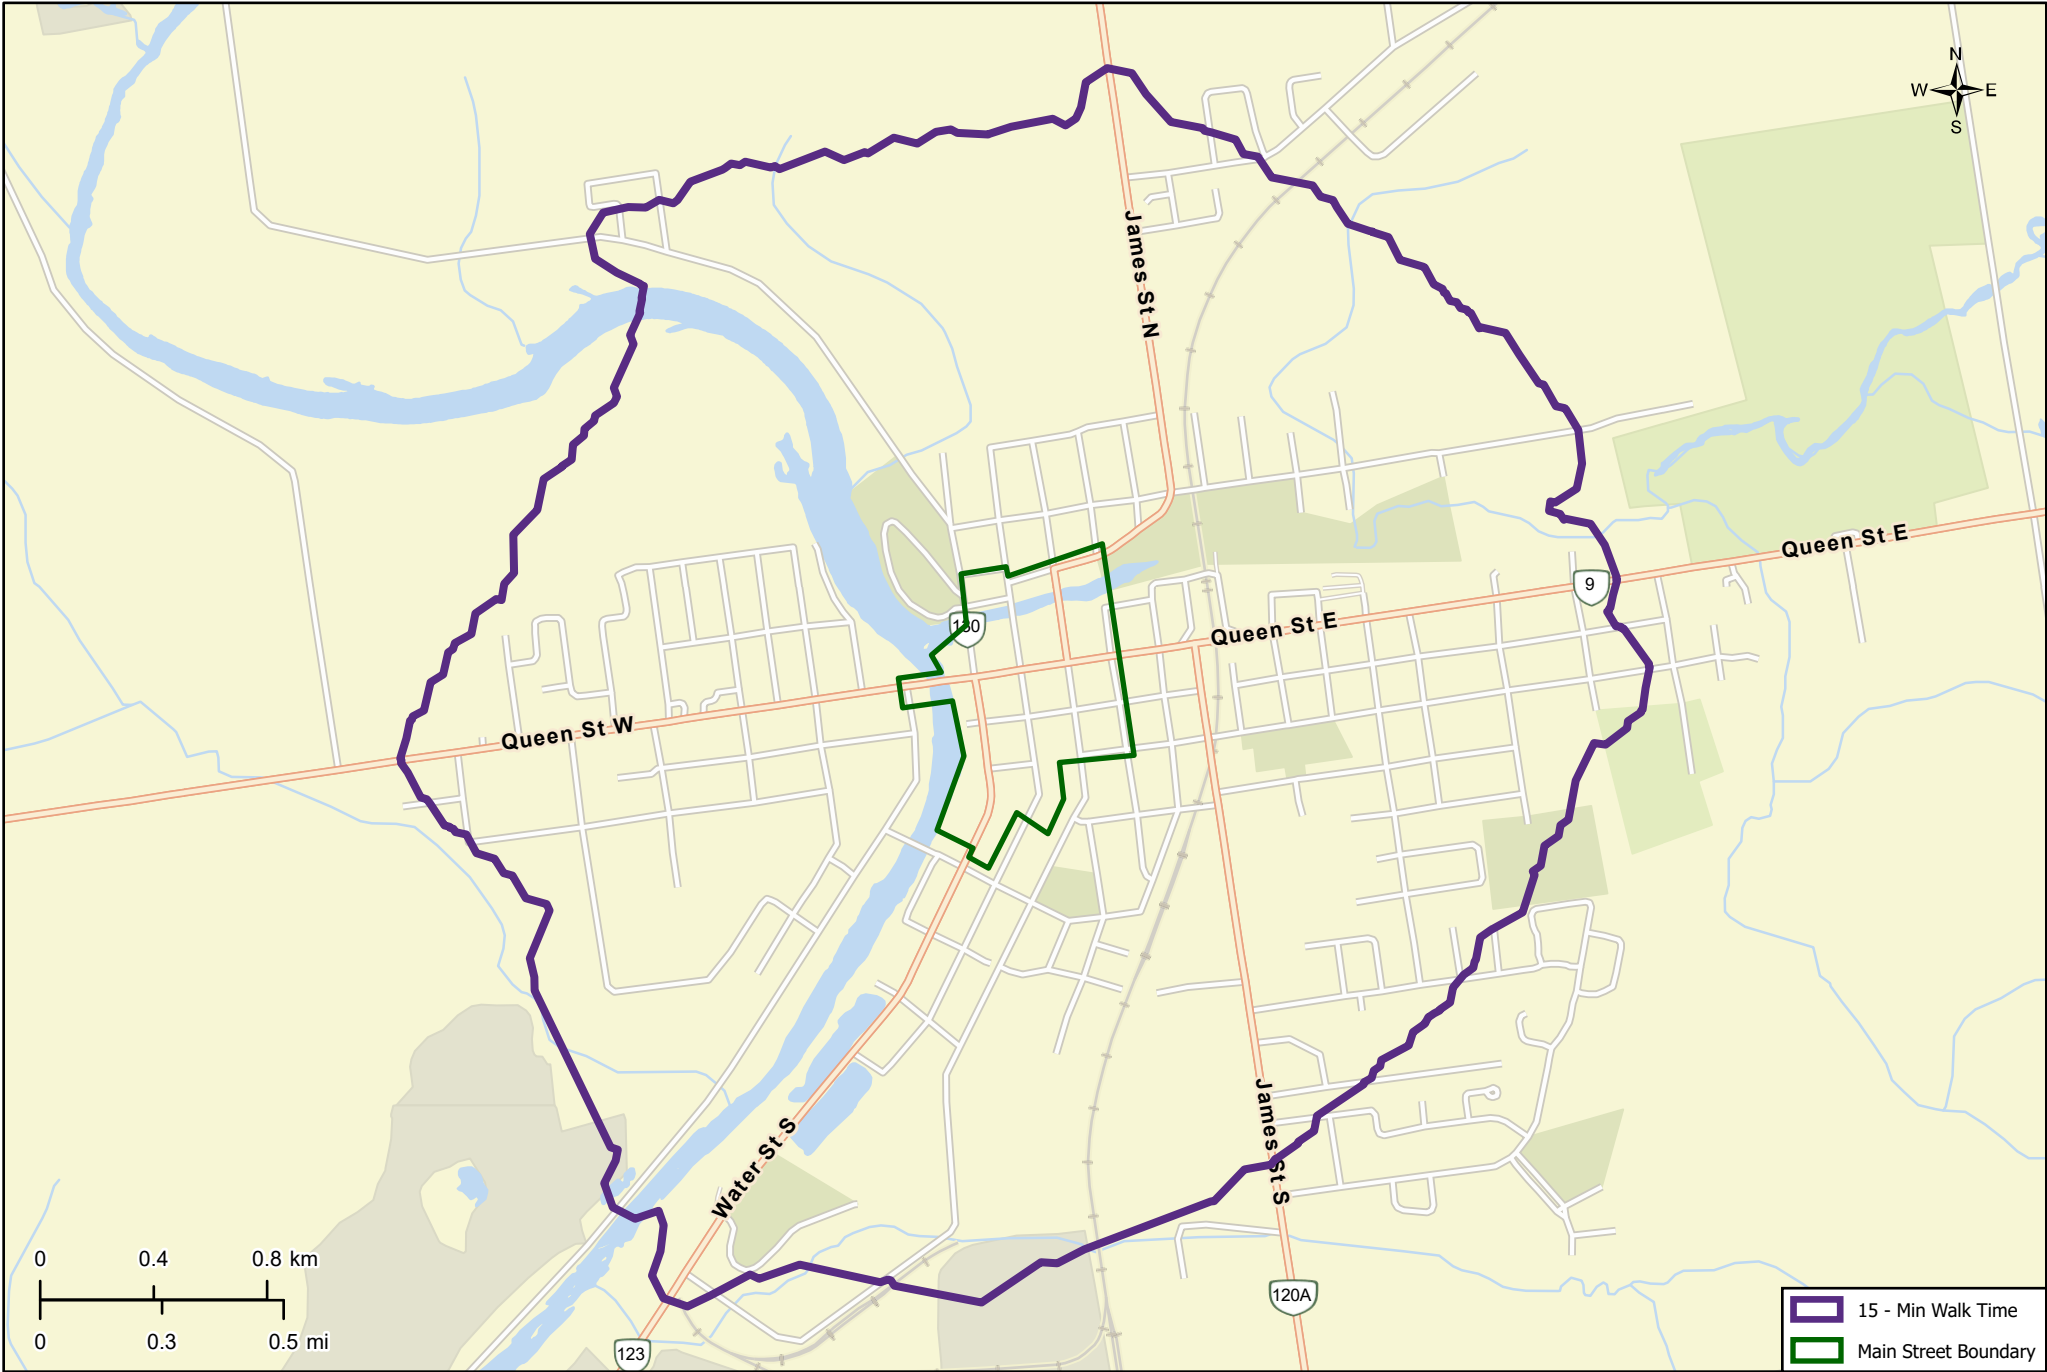 N
W E
S
James St N
Queen St E
9
130
Queen St E
Queen St W
James St S
Water St S
0 0.4 0.8 km
0 0.3 0.5 mi
120A
123
15 - Min Walk Time
Main Street Boundary